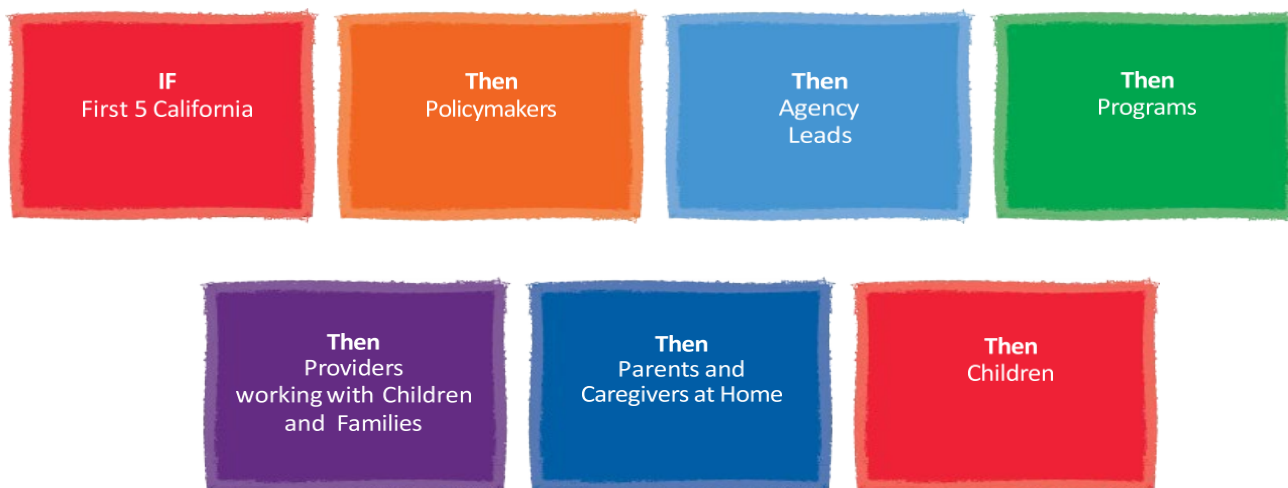 IF
First 5 California
Then
Policymakers
Then
Agency
Leads
Then
Programs
Then
Providers
working with Children
and Families
Then
Parents and
Caregivers at Home
Then
Children